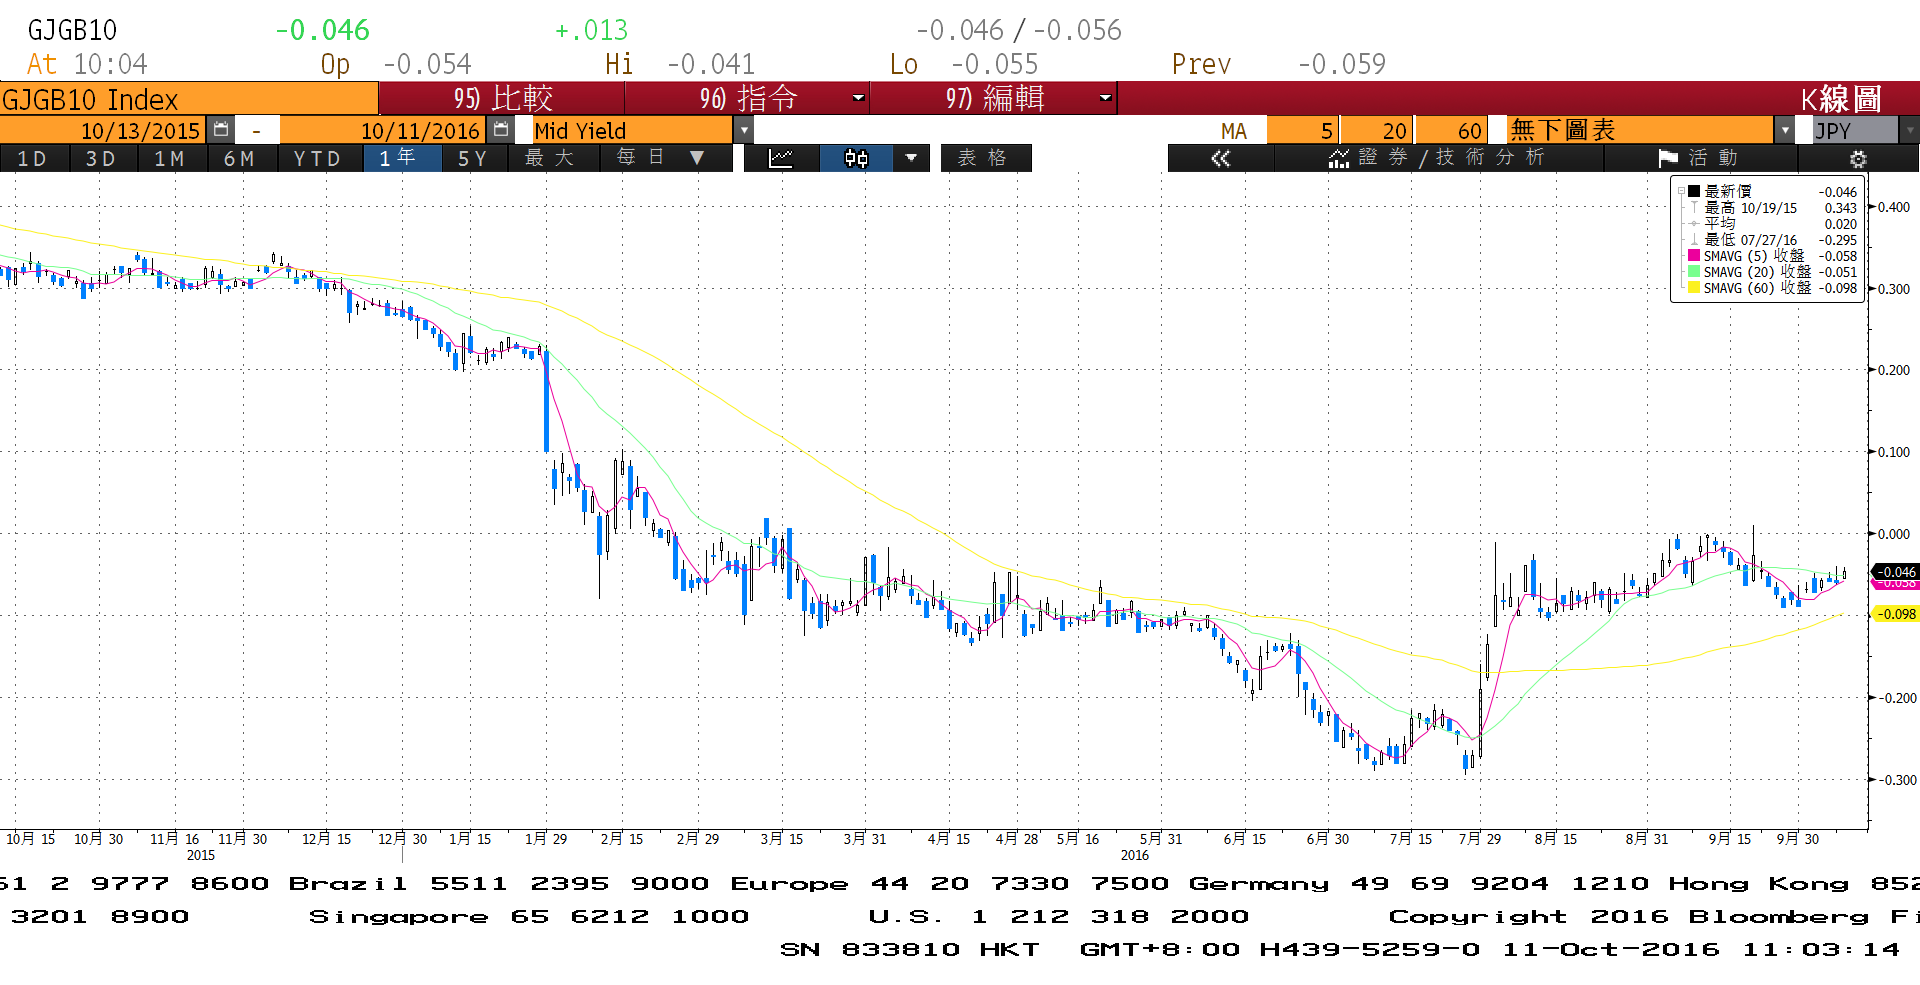 GJGB10 -0.046 +.013 -0.046 / -0.056
At 10:04 Op -0.054 Hi -0.041 Lo -0.055 Prev -0.059
GJGB10 Index 95) 比較 96) 指令 97) 編輯 K線圖
10/13/2015 - 10/11/2016 Mid Yield MA 5 20 60 無下圖表 JPY
1D 3D 1M 6M YTD 1年 5Y 最大 每日 ▼ 表格 « 證券/技術分析 活動
最新價 -0.046
最高 10/19/15 0.343
平均 0.020
最低 07/27/16 -0.295
SMAVG (5) 收盤 -0.058
SMAVG (20) 收盤 -0.051
SMAVG (60) 收盤 -0.098
0.400
0.300
0.200
0.100
0.000
-0.046
-0.058
-0.098
-0.200
-0.300
10月 15 10月 30 11月 16 11月 30 12月 15 12月 30 1月 15 1月 29 2月 15 2月 29 3月 15 3月 31 4月 15 4月 28 5月 16 5月 31 6月 15 6月 30 7月 15 7月 29 8月 15 8月 31 9月 15 9月 30
2015 2016
61 2 9777 8600 Brazil 5511 2395 9000 Europe 44 20 7330 7500 Germany 49 69 9204 1210 Hong Kong 852
3201 8900 Singapore 65 6212 1000 U.S. 1 212 318 2000 Copyright 2016 Bloomberg Fi
SN 833810 HKT GMT+8:00 H439-5259-0 11-Oct-2016 11:03:14